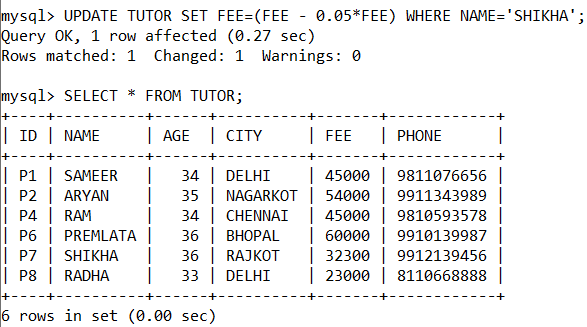 mysql> UPDATE TUTOR SET FEE=(FEE - 0.05*FEE) WHERE NAME='SHIKHA';
Query OK, 1 row affected (0.27 sec)
Rows matched: 1  Changed: 1  Warnings: 0

mysql> SELECT * FROM TUTOR;
+----+----------+------+----------+-------+------------+
| ID | NAME     | AGE  | CITY     | FEE   | PHONE      |
+----+----------+------+----------+-------+------------+
| P1 | SAMEER   |   34 | DELHI    | 45000 | 9811076656 |
| P2 | ARYAN    |   35 | NAGARKOT | 54000 | 9911343989 |
| P4 | RAM      |   34 | CHENNAI  | 45000 | 9810593578 |
| P6 | PREMLATA |   36 | BHOPAL   | 60000 | 9910139987 |
| P7 | SHIKHA   |   36 | RAJKOT   | 32300 | 9912139456 |
| P8 | RADHA    |   33 | DELHI    | 23000 | 8110668888 |
+----+----------+------+----------+-------+------------+
6 rows in set (0.00 sec)